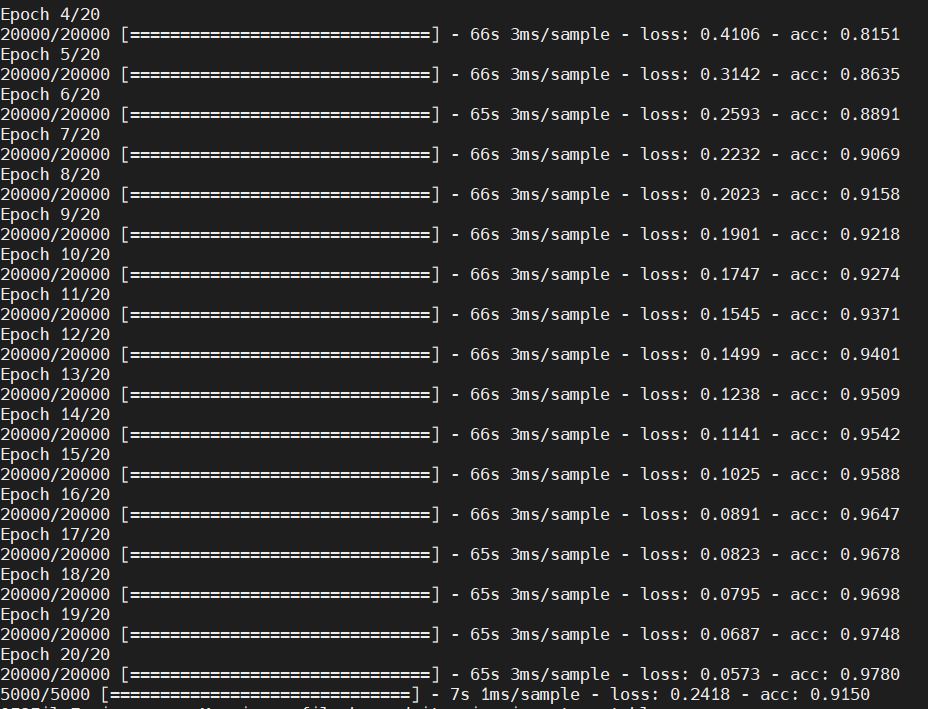 Epoch 4/20
20000/20000 [==============================] - 66s 3ms/sample - loss: 0.4106 - acc: 0.8151
Epoch 5/20
20000/20000 [==============================] - 66s 3ms/sample - loss: 0.3142 - acc: 0.8635
Epoch 6/20
20000/20000 [==============================] - 65s 3ms/sample - loss: 0.2593 - acc: 0.8891
Epoch 7/20
20000/20000 [==============================] - 66s 3ms/sample - loss: 0.2232 - acc: 0.9069
Epoch 8/20
20000/20000 [==============================] - 66s 3ms/sample - loss: 0.2023 - acc: 0.9158
Epoch 9/20
20000/20000 [==============================] - 66s 3ms/sample - loss: 0.1901 - acc: 0.9218
Epoch 10/20
20000/20000 [==============================] - 66s 3ms/sample - loss: 0.1747 - acc: 0.9274
Epoch 11/20
20000/20000 [==============================] - 66s 3ms/sample - loss: 0.1545 - acc: 0.9371
Epoch 12/20
20000/20000 [==============================] - 66s 3ms/sample - loss: 0.1499 - acc: 0.9401
Epoch 13/20
20000/20000 [==============================] - 66s 3ms/sample - loss: 0.1238 - acc: 0.9509
Epoch 14/20
20000/20000 [==============================] - 66s 3ms/sample - loss: 0.1141 - acc: 0.9542
Epoch 15/20
20000/20000 [==============================] - 66s 3ms/sample - loss: 0.1025 - acc: 0.9588
Epoch 16/20
20000/20000 [==============================] - 66s 3ms/sample - loss: 0.0891 - acc: 0.9647
Epoch 17/20
20000/20000 [==============================] - 65s 3ms/sample - loss: 0.0823 - acc: 0.9678
Epoch 18/20
20000/20000 [==============================] - 65s 3ms/sample - loss: 0.0795 - acc: 0.9698
Epoch 19/20
20000/20000 [==============================] - 65s 3ms/sample - loss: 0.0687 - acc: 0.9748
Epoch 20/20
20000/20000 [==============================] - 65s 3ms/sample - loss: 0.0573 - acc: 0.9780
5000/5000 [==============================] - 7s 1ms/sample - loss: 0.2418 - acc: 0.9150